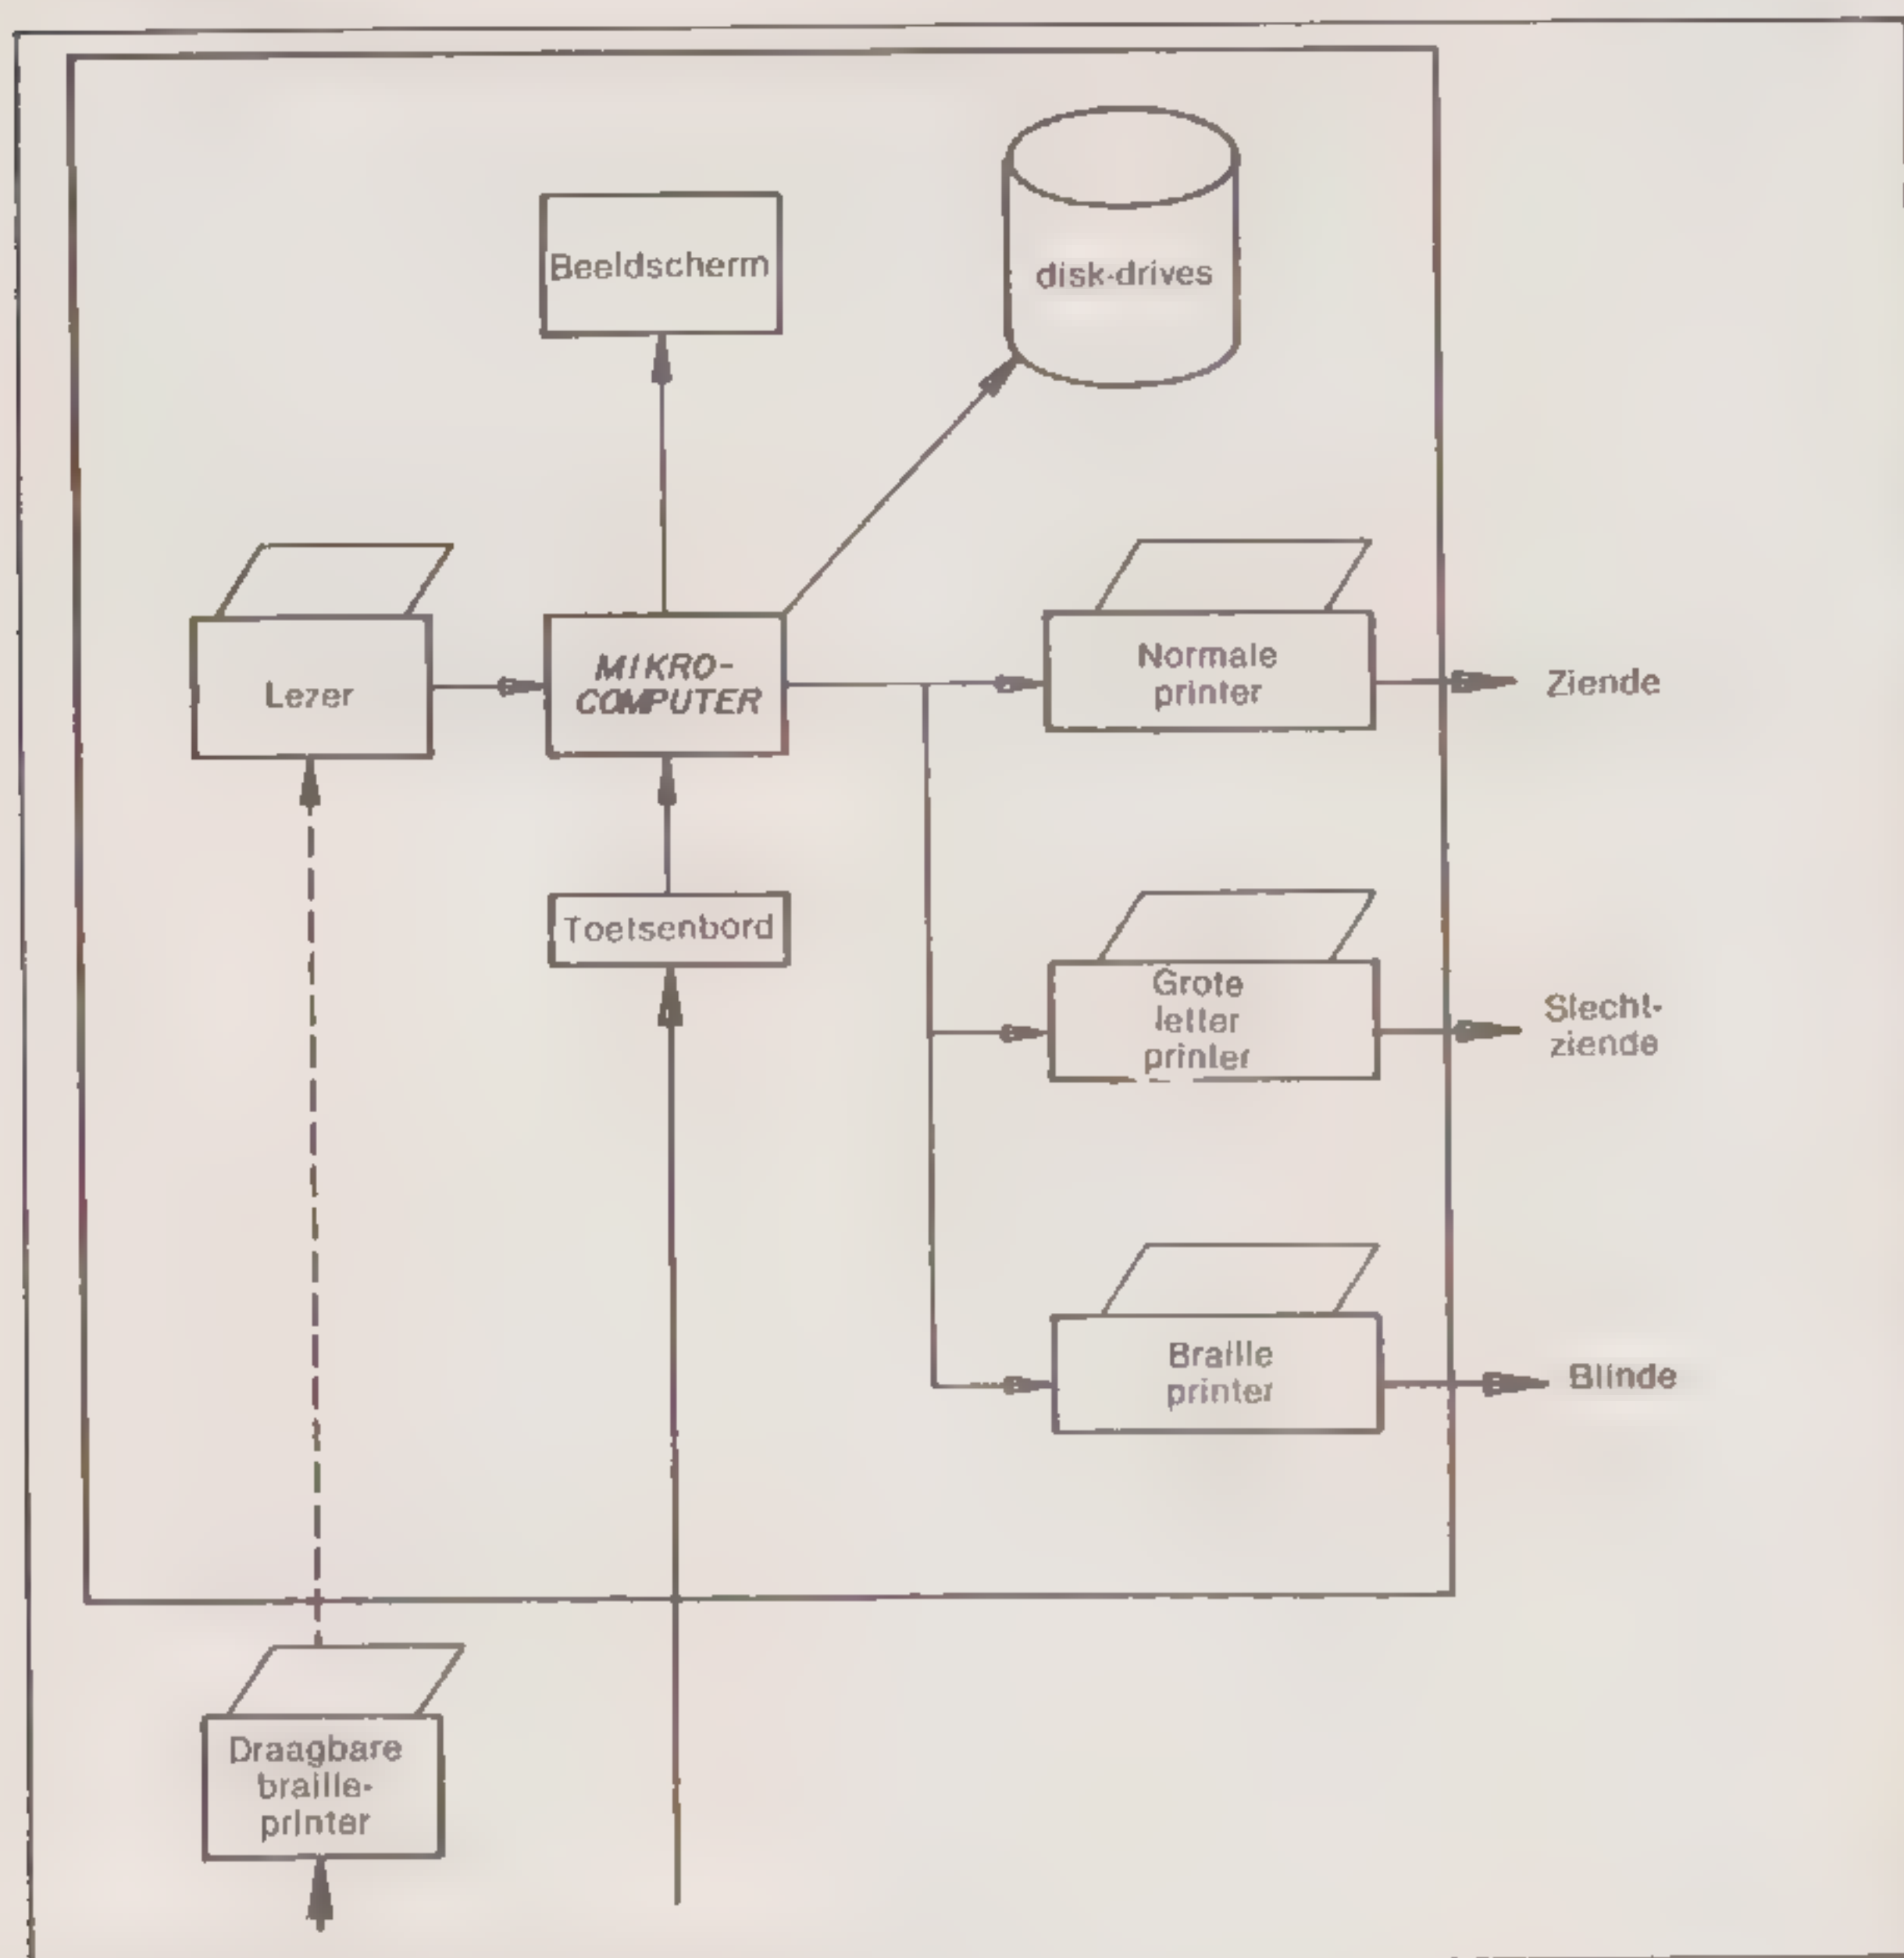 Beeldscherm
disk-drives
Lezer
MIKRO-
COMPUTER
Normale
printer
Ziende
Toetsenbord
Grote
letter
printer
Slecht-
ziende
Braille
printer
Blinde
Draagbare
braille-
printer